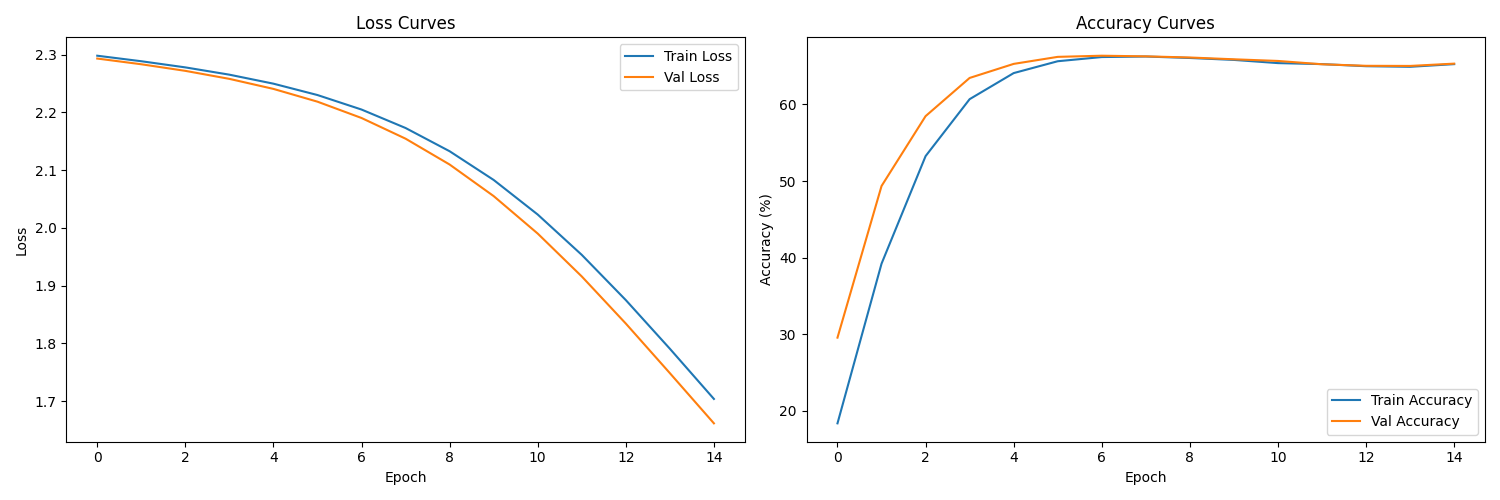 Loss Curves
2.3
2.2
2.1
2.0
1.9
1.8
1.7
Loss
0 2 4 6 8 10 12 14
Epoch
Train Loss
Val Loss
Accuracy Curves
60
50
40
30
20
Accuracy (%)
0 2 4 6 8 10 12 14
Epoch
Train Accuracy
Val Accuracy